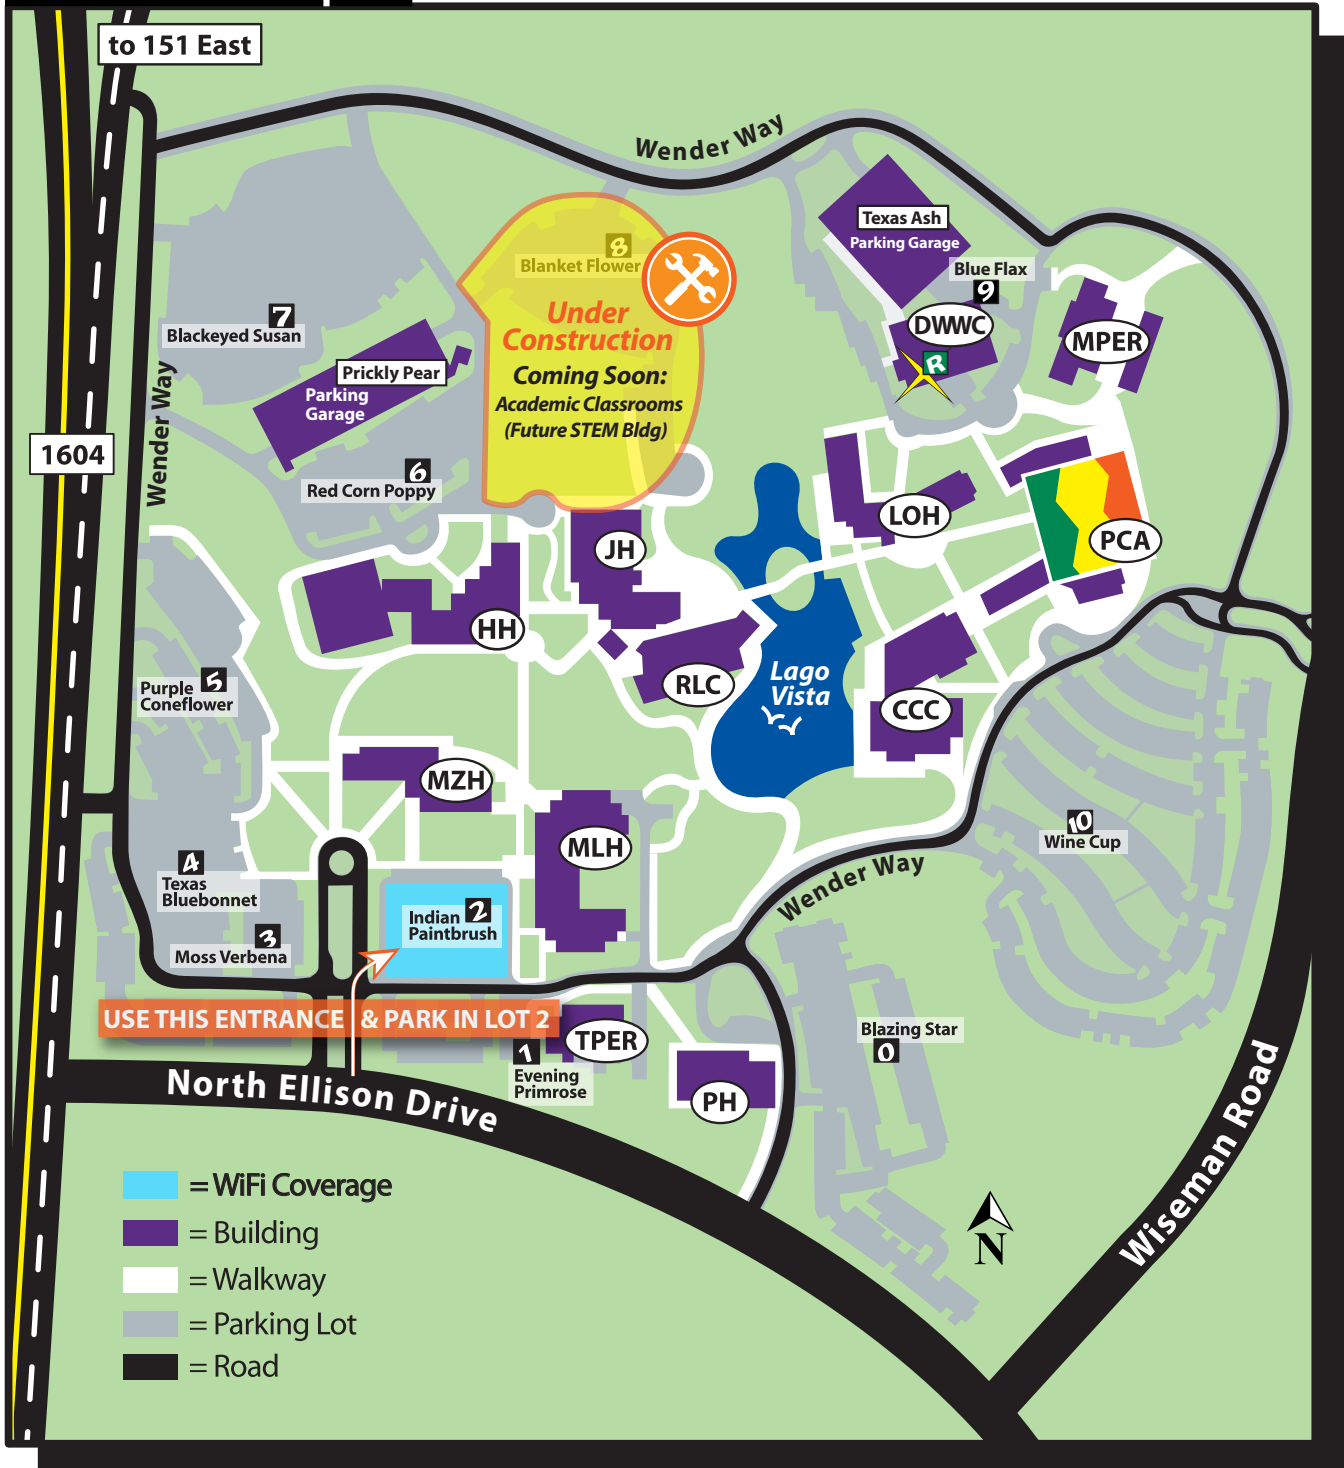 to 151 East
Wender Way
Texas Ash
Parking Garage
8
Blanket Flower
Blue Flax
9
Under
Construction
Coming Soon:
Academic Classrooms
(Future STEM Bldg)
7
Blackeyed Susan
DWWC
R
MPER
Prickly Pear
Parking
Garage
Wender Way
1604
6
Red Corn Poppy
LOH
PCA
JH
HH
RLC
Lago
Vista
5
Purple
Coneflower
CCC
MZH
MLH
10
Wine Cup
4
Texas
Bluebonnet
Wender Way
Indian 2
Paintbrush
3
Moss Verbena
USE THIS ENTRANCE & PARK IN LOT 2
TPER
Blazing Star
0
1
Evening
Primrose
PH
North Ellison Drive
Wiseman Road
= WiFi Coverage
= Building
= Walkway
= Parking Lot
= Road
N